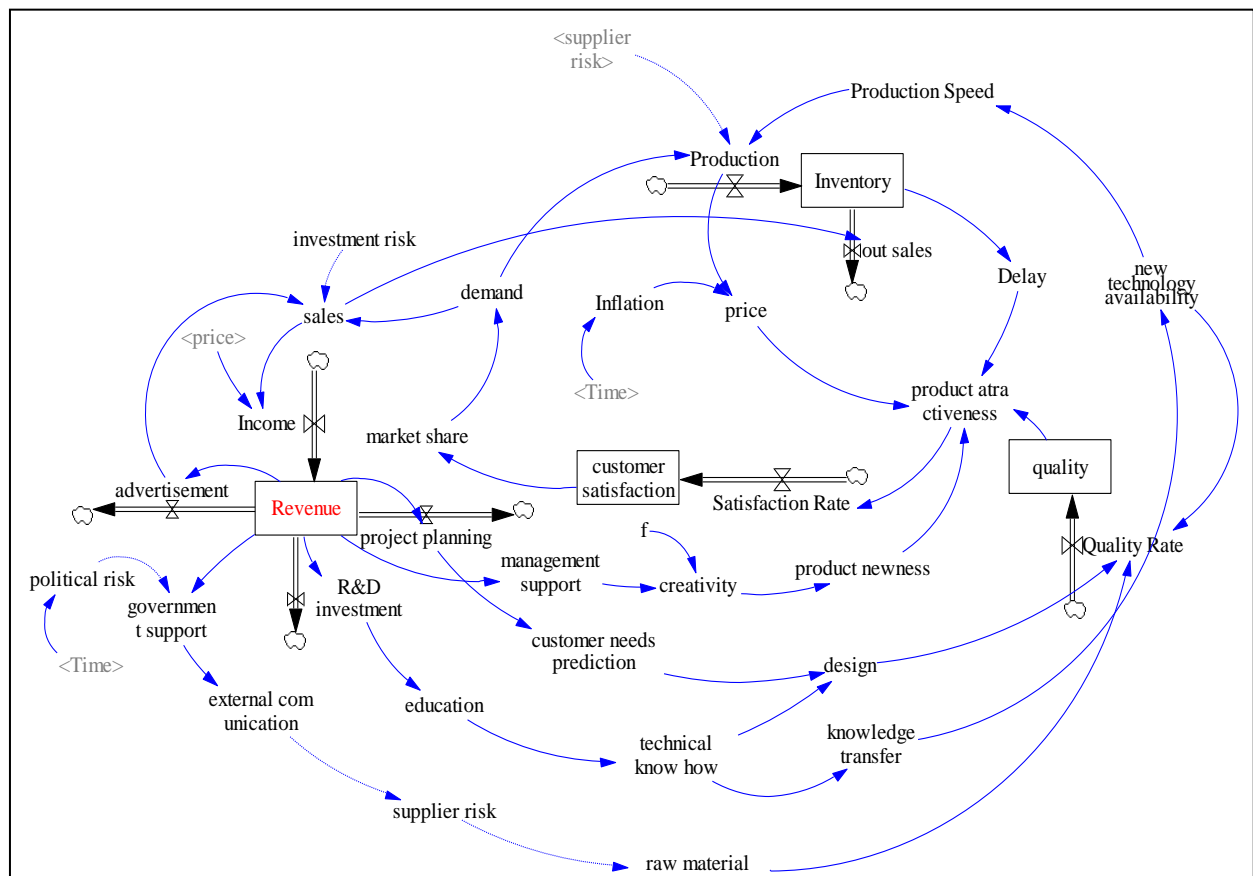 <supplier
risk>
Production Speed
Production
Inventory
investment risk
out sales
new
technology
availability
Delay
demand
Inflation
price
sales
<price>
<Time>
product atra
ctiveness
Income
market share
customer
satisfaction
quality
advertisement
Revenue
Satisfaction Rate
project planning
f
Quality Rate
management
support
creativity
product newness
political risk
R&D
investment
governmen
t support
customer needs
prediction
design
<Time>
external com
unication
education
technical
know how
knowledge
transfer
supplier risk
raw material